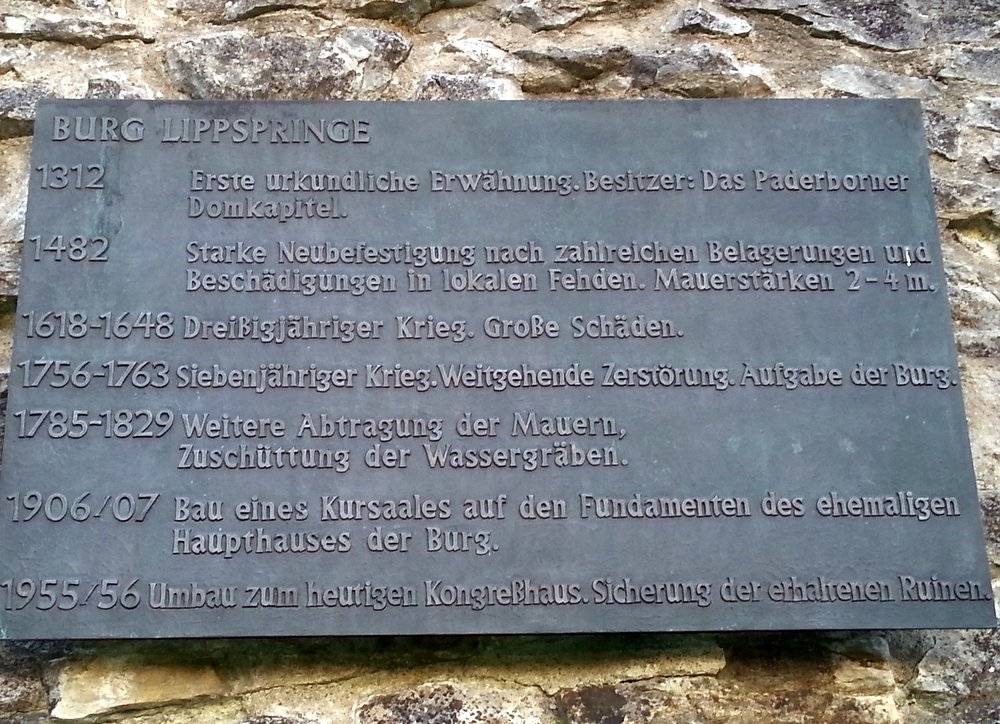 BURG LIPPSPRINGE
1312 Erste urkundliche Erwähnung. Besitzer: Das Paderborner
Domkapitel.
1482 Starke Neubefestigung nach zahlreichen Belagerungen und
Beschädigungen in lokalen Fehden. Mauerstärken 2-4 m.
1618-1648 Dreißigjähriger Krieg. Große Schäden.
1756-1763 Siebenjähriger Krieg. Weitgehende Zerstörung. Aufgabe der Burg.
1785-1829 Weitere Abtragung der Mauern,
Zuschüttung der Wassergräben.
1906/07 Bau eines Kursaales auf den Fundamenten des ehemaligen
Haupthauses der Burg.
1955/56 Umbau zum heutigen Kongreßhaus. Sicherung der erhaltenen Ruinen.